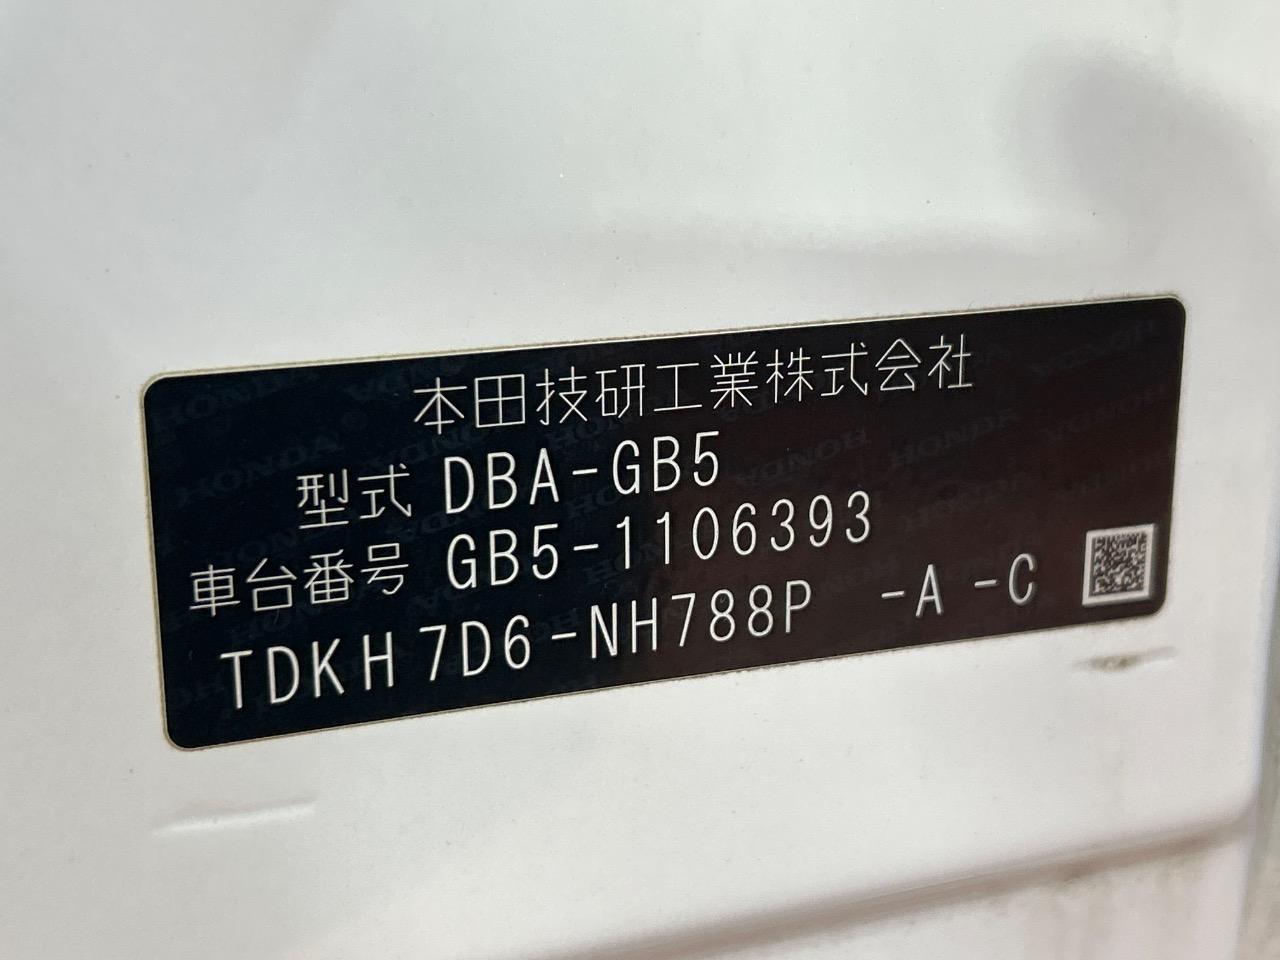 本田技研工業株式会社
型式 DBA-GB5
車台番号 GB5-1106393
TDKH7D6-NH788P -A -C